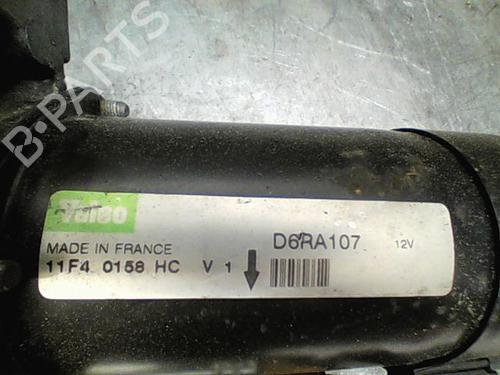 B-PARTS
Valeo
MADE IN FRANCE
D6RA107 12V
11F4 0158 HC V 1